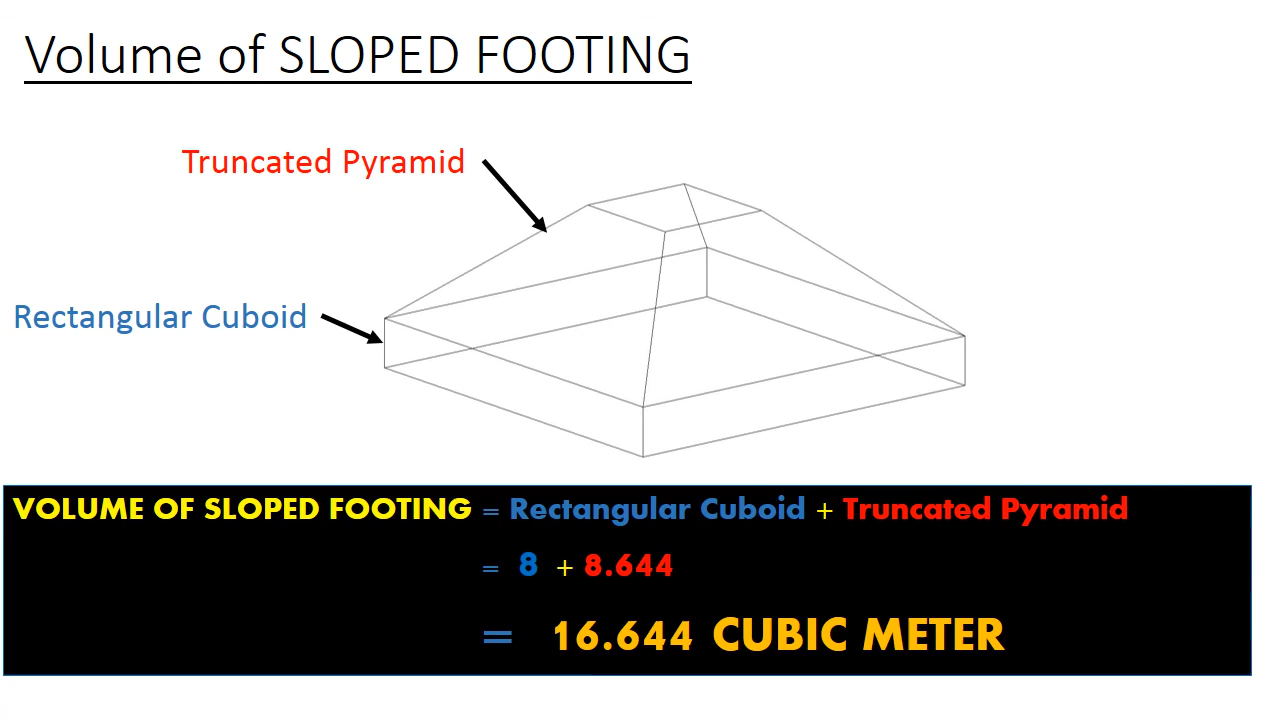 Volume of SLOPED FOOTING
Truncated Pyramid
Rectangular Cuboid
VOLUME OF SLOPED FOOTING = Rectangular Cuboid + Truncated Pyramid
= 8 + 8.644
= 16.644 CUBIC METER